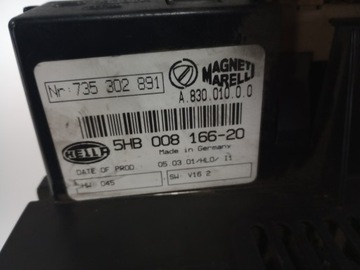 Nr: 735 302 891
MAGNETI
MARELLI
A.830.010.0.0
HELLA
5HB 008 166-20
Made in Germany
DATE OF PROD
05 03 01/HLO/ 11
HW 045
SW V16 2